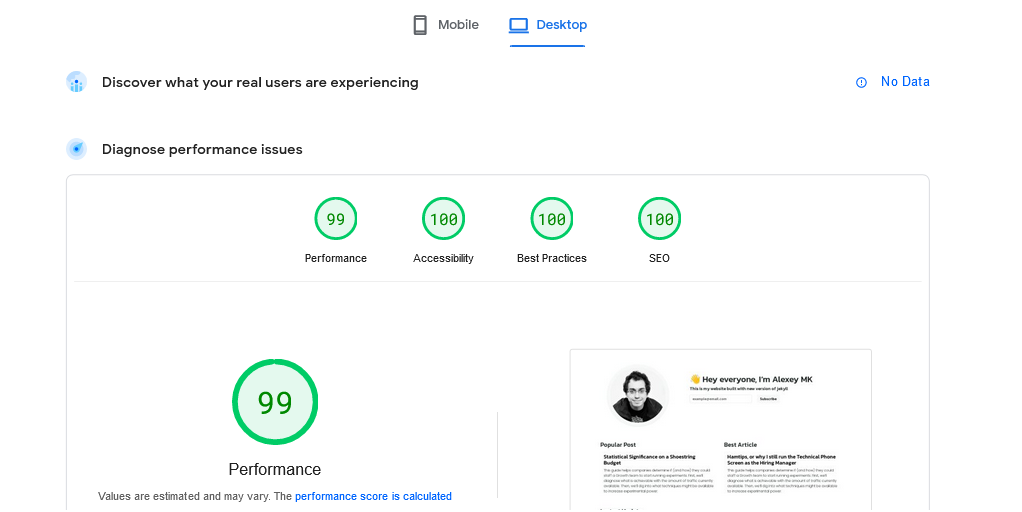 Mobile
Desktop
Discover what your real users are experiencing
No Data
Diagnose performance issues
99
100
100
100
Performance
Accessibility
Best Practices
SEO
99
Performance
Values are estimated and may vary. The performance score is calculated
👋 Hey everyone, I'm Alexey MK
This is my website built with new version of jekyll
Subscribe
Popular Post
Best Article
Statistical Significance on a Shoestring
Budget
Hamtips, or why I still run the Technical Phone
Screen as the Hiring Manager